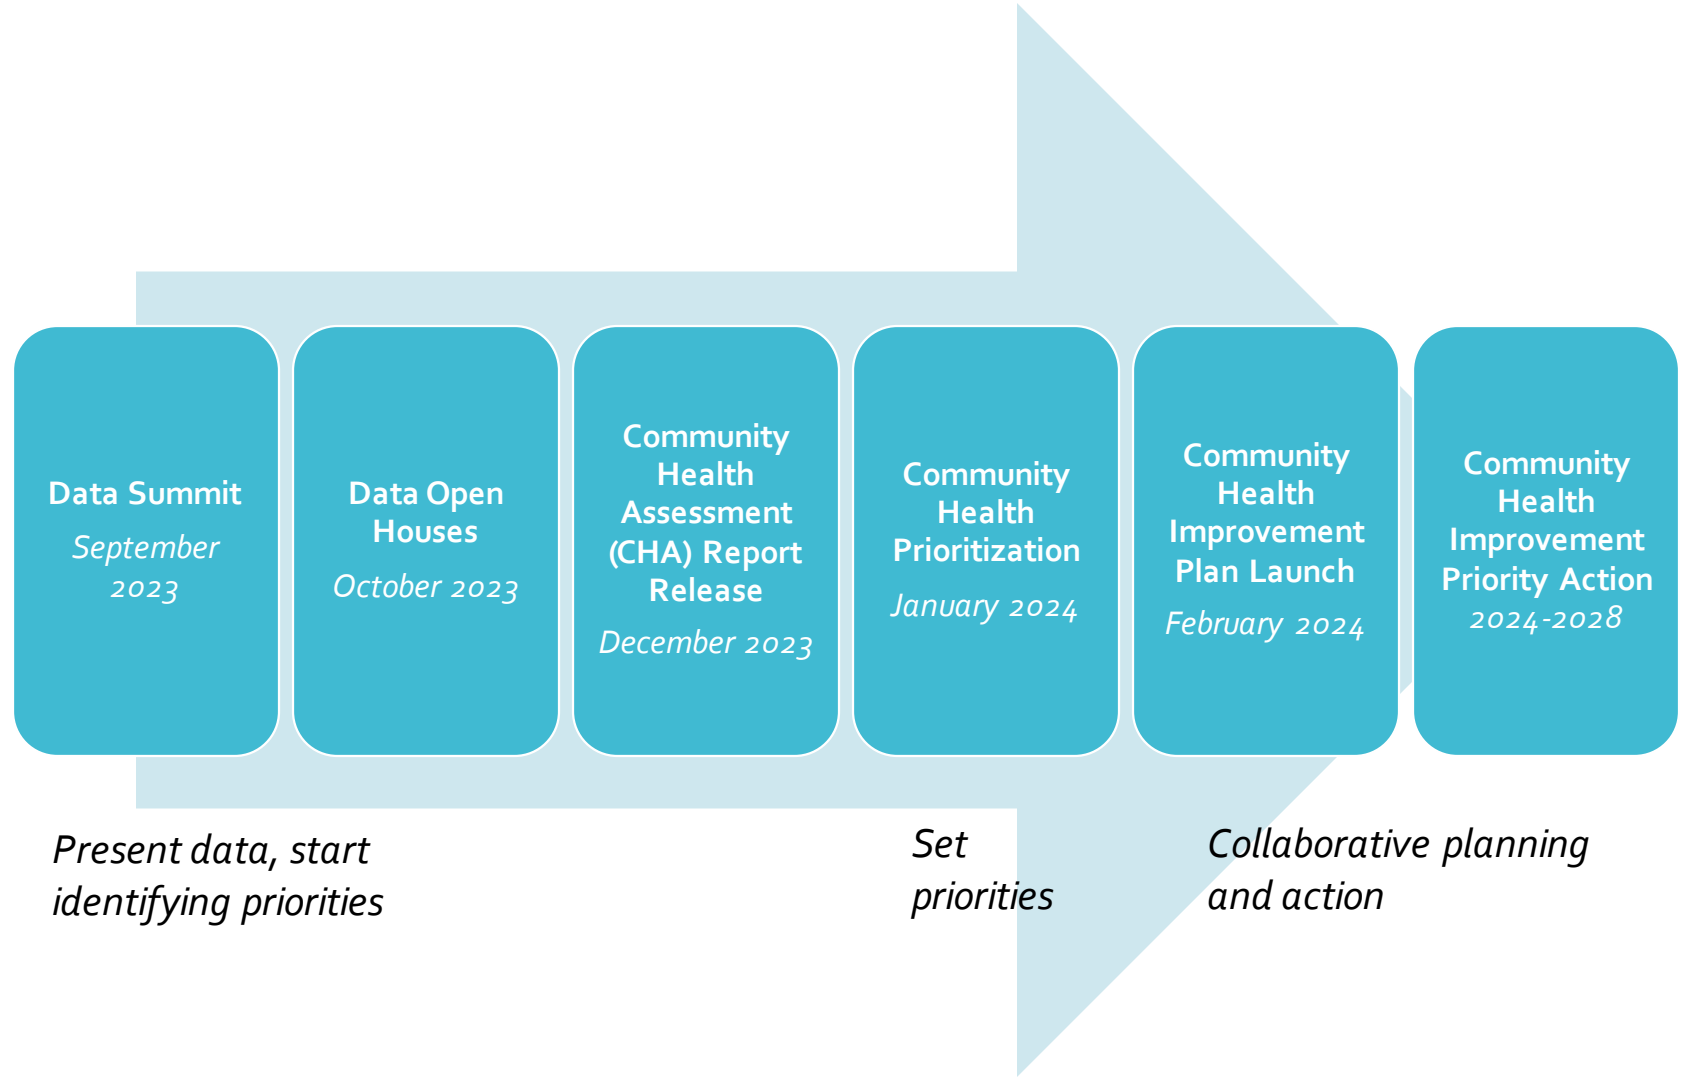 Data Summit
September
2023
Data Open
Houses
October 2023
Community
Health
Assessment
(CHA) Report
Release
December 2023
Community
Health
Prioritization
January 2024
Community
Health
Improvement
Plan Launch
February 2024
Community
Health
Improvement
Priority Action
2024-2028
Present data, start
identifying priorities
Set
priorities
Collaborative planning
and action